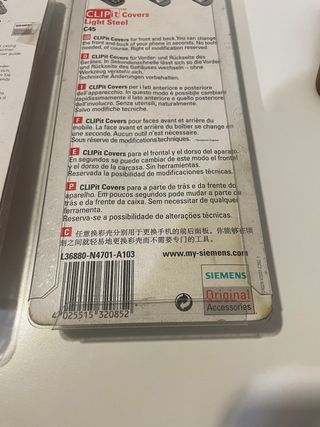 CLIPit Covers
Light Steel
C45
CLIPit Covers for front and back. You can change
the front and back of your phone in seconds. No tools
needed, of course. Right of modification reserved.
D CLIPit Covers für Vorder- und Rückseite des
Gerätes. In Sekundenschnelle lässt sich so die Vorder-
und Rückseite des Gehäuses wechseln – ohne
Werkzeug versteht sich.
Technische Änderungen vorbehalten.
I CLIPit Covers per i lati anteriore e posteriore
dell'apparecchio. In questo modo è possibile cambiare
rapidissimamente il lato anteriore e quello posteriore
dell'involucro. Senza utensili, naturalmente.
Salvo modifiche tecniche.
F CLIPit Covers pour faces avant et arrière du
mobile. La face avant et arrière du boîtier se change en
une seconde. Aucun outil n'est nécessaire.
Sous réserve de modifications techniques.
E CLIPit Covers para el frontal y el dorso del aparato.
En segundos se puede cambiar de este modo el frontal
y el dorso de la carcasa. Sin herramientas.
Reservada la posibilidad de modificaciones técnicas.
P CLIPit Covers para a parte de trás e da frente do
aparelho. Em poucos segundos pode mudar a parte de
trás e da frente da caixa. Sem necessitar de qualquer
ferramenta.
Reserva-se a possibilidade de alterações técnicas.
C 任意换彩壳分别用于更换手机的前后面板。你能够在顷
刻之间就轻易地更换彩壳而不需要专门的工具。
L36880-N4701-A103
www.my-siemens.com
SIEMENS
Original
Accessories
4 025515 320852